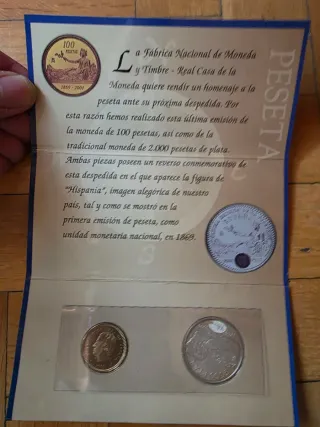 100
PESETAS
1869 - 2001
La Fábrica Nacional de Moneda
y Timbre - Real Casa de la
Moneda quiere rendir un homenaje a la
peseta ante su próxima despedida. Por
esta razón hemos realizado esta última emisión de
la moneda de 100 pesetas, así como de la
tradicional moneda de 2.000 pesetas de plata.
Ambas piezas poseen un reverso conmemorativo de
esta despedida en el que aparece la figura de
"Hispania", imagen alegórica de nuestro
país, tal y como se mostró en la
primera emisión de peseta, como
unidad monetaria nacional, en 1869.
PESETA